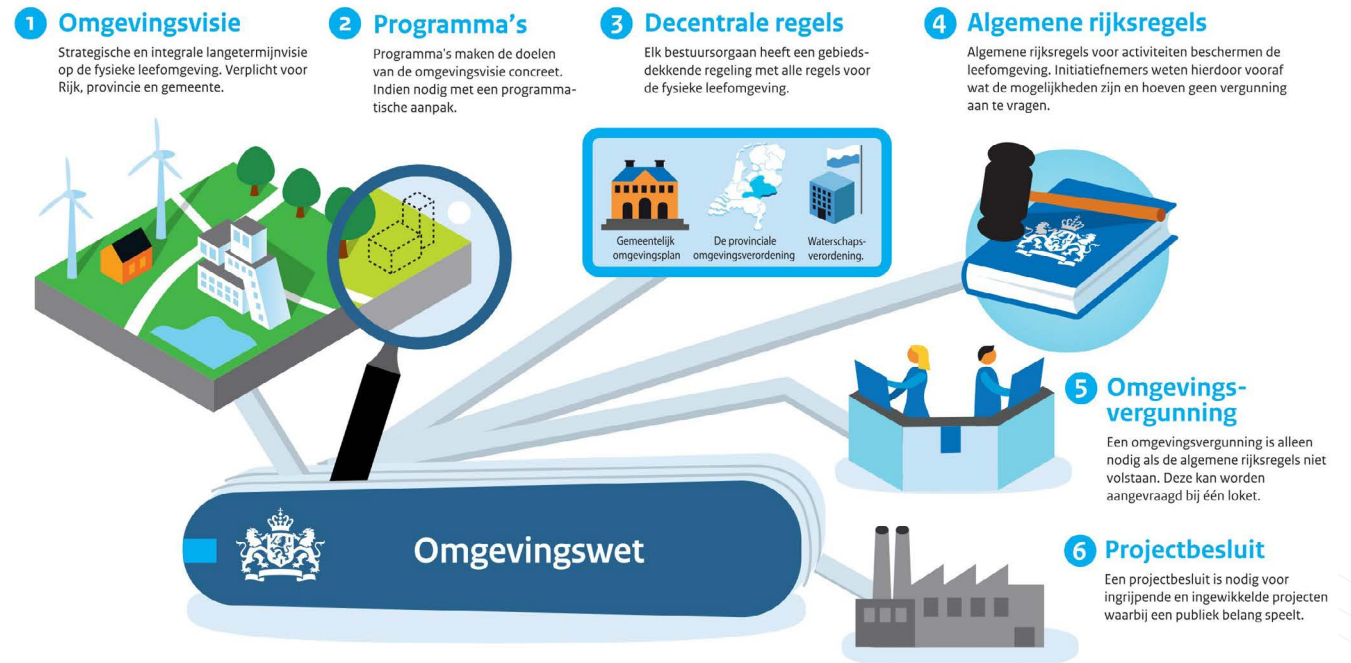 1 Omgevingsvisie
Strategische en integrale langetermijnvisie
op de fysieke leefomgeving. Verplicht voor
Rijk, provincie en gemeente.
2 Programma's
Programma's maken de doelen
van de omgevingsvisie concreet.
Indien nodig met een programma-
tische aanpak.
3 Decentrale regels
Elk bestuursorgaan heeft een gebieds-
dekkende regeling met alle regels voor
de fysieke leefomgeving.
Gemeentelijk
omgevingsplan
De provinciale
omgevingsverordening
Waterschaps-
verordening.
4 Algemene rijksregels
Algemene rijksregels voor activiteiten beschermen de
leefomgeving. Initiatiefnemers weten hierdoor vooraf
wat de mogelijkheden zijn en hoeven geen vergunning
aan te vragen.
5 Omgevings-
vergunning
Een omgevingsvergunning is alleen
nodig als de algemene rijksregels niet
volstaan. Deze kan worden
aangevraagd bij één loket.
6 Projectbesluit
Een projectbesluit is nodig voor
ingrijpende en ingewikkelde projecten
waarbij een publiek belang speelt.
Omgevingswet